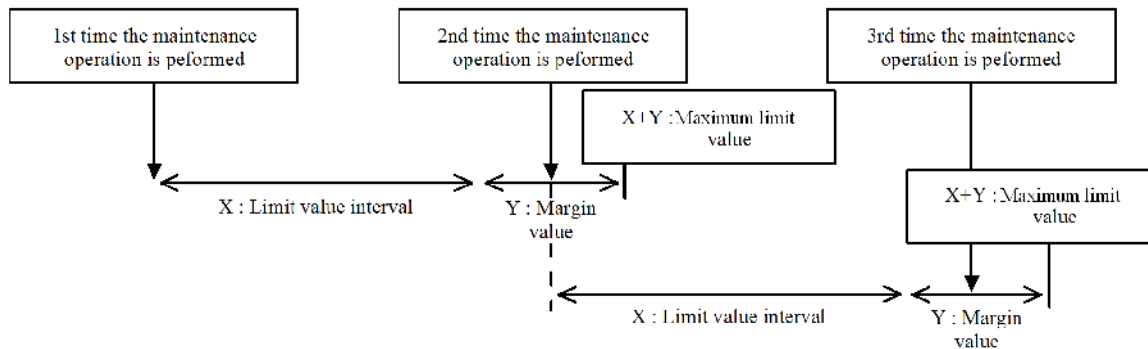 1st time the maintenance
operation is peformed
2nd time the maintenance
operation is peformed
3rd time the maintenance
operation is peformed
X+Y : Maximum limit
value
X : Limit value interval
Y : Margin
value
X+Y : Maximum limit
value
X : Limit value interval
Y : Margin
value